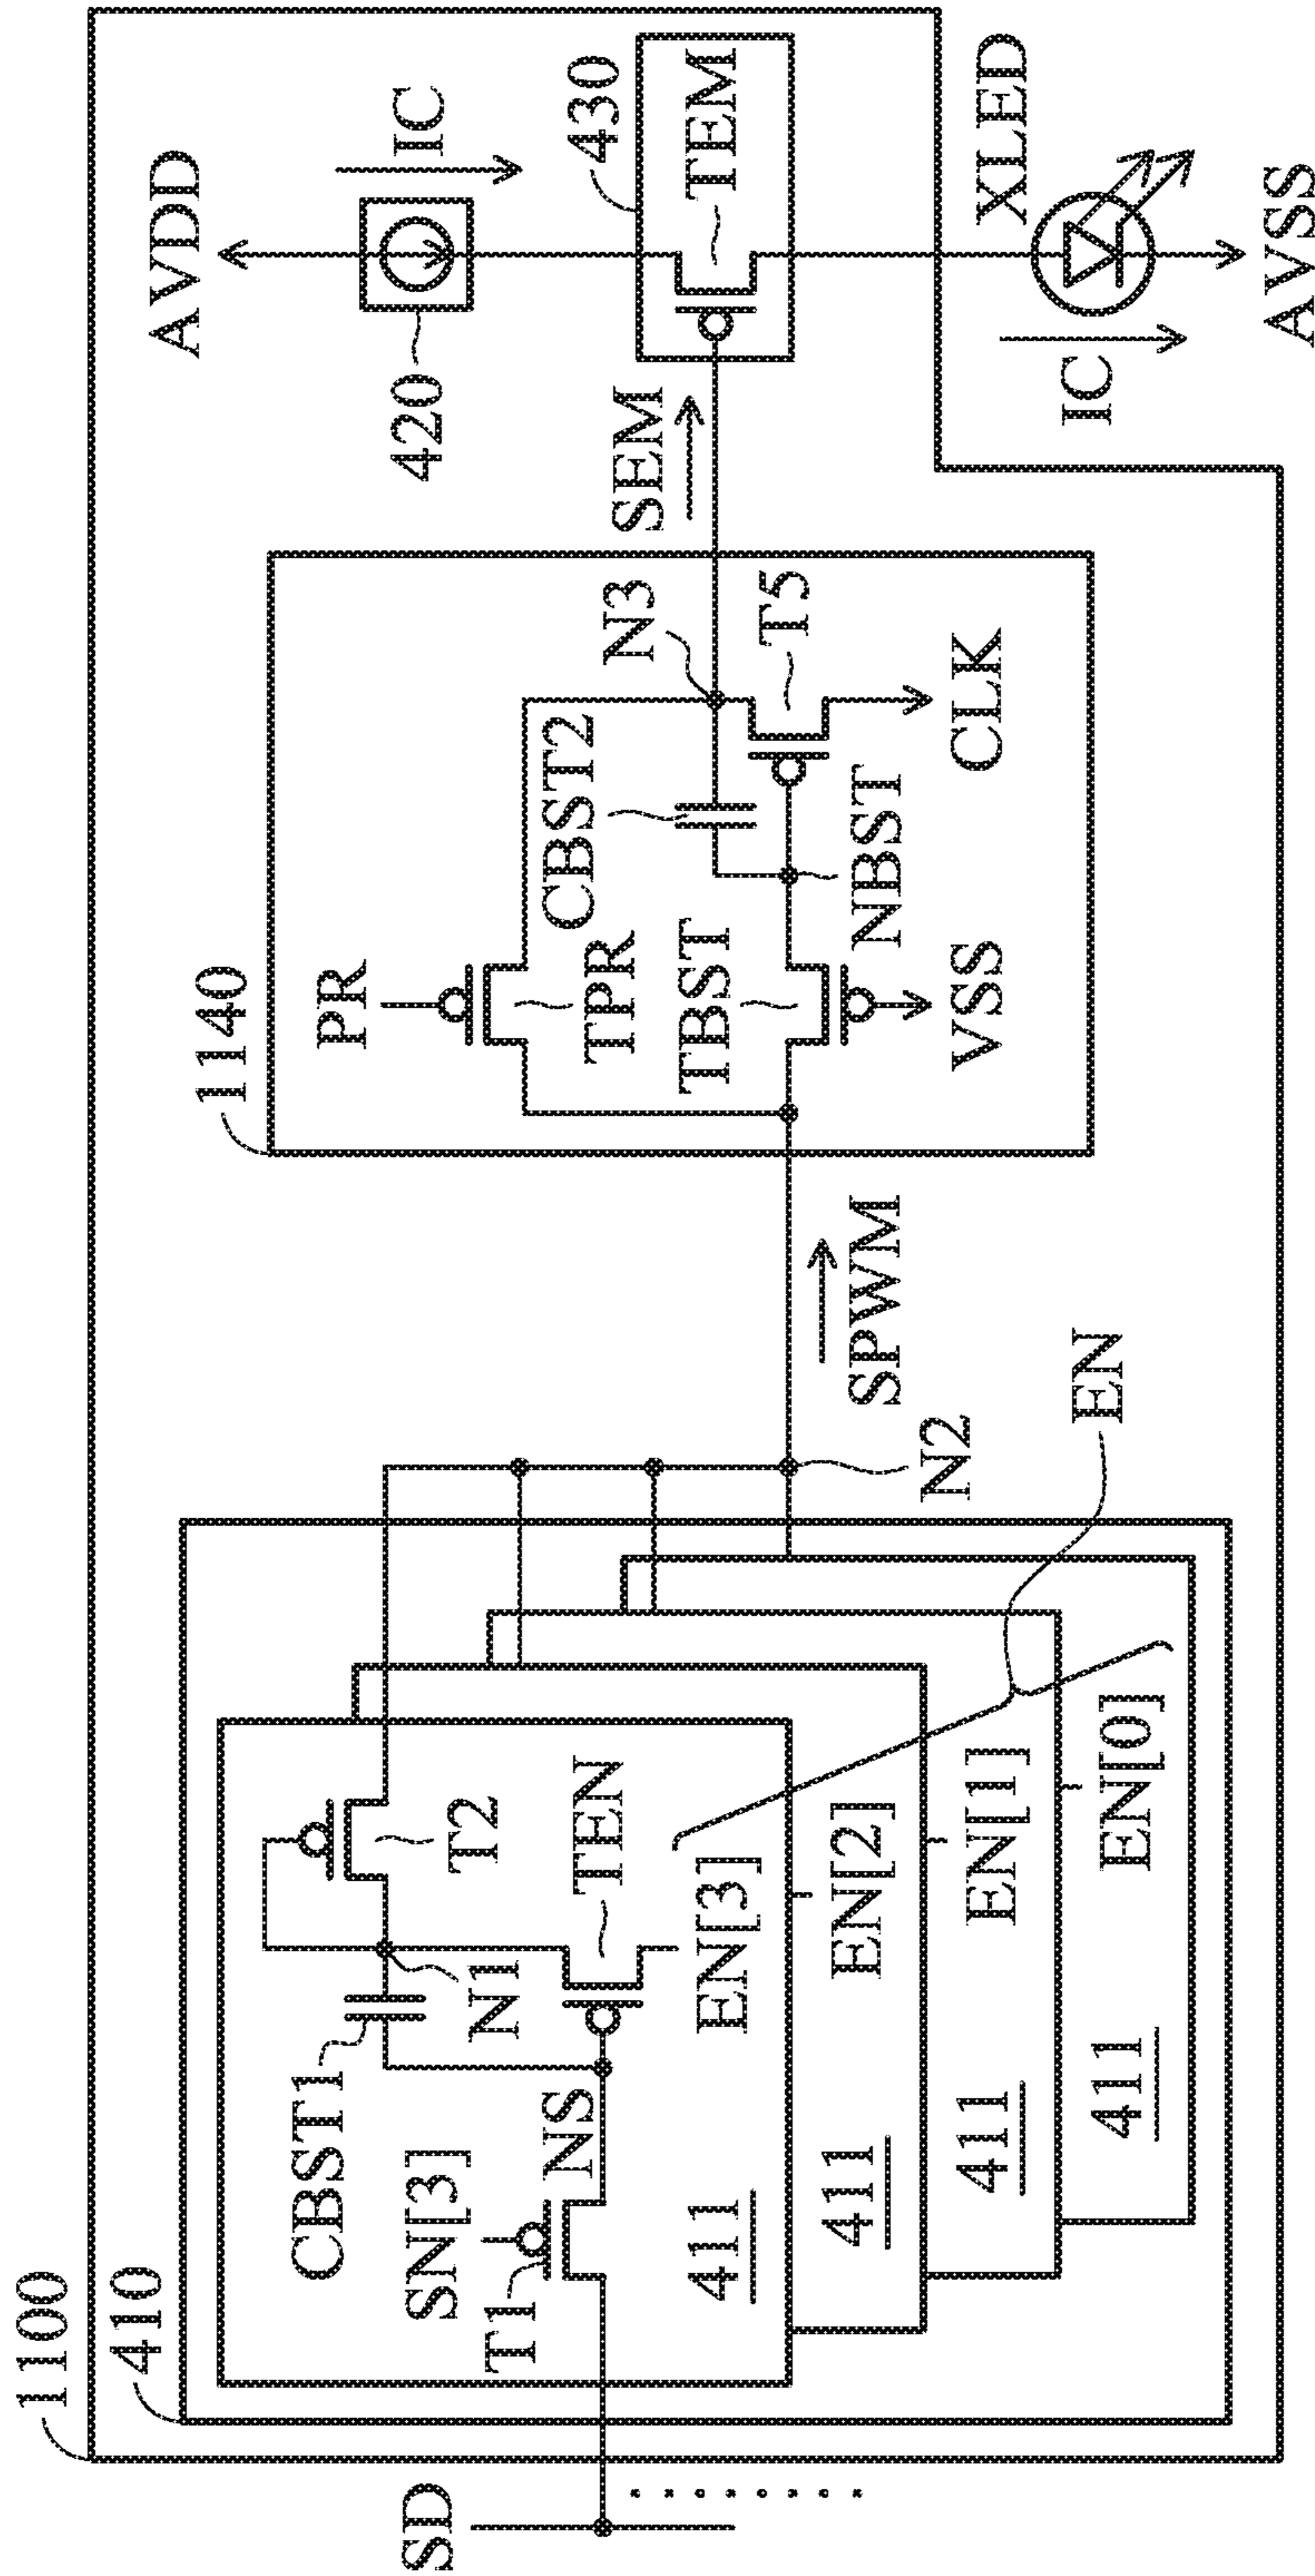 1100
410
SD
CBST1
SN[3]
T1
NS
N1
T2
TEN
EN[3]
411
EN[2]
411
EN[1]
411
EN[0]
411
EN
N2
SPWM
1140
PR
TPR
TBST
VSS
CBST2
NBST
N3
T5
CLK
SEM
AVDD
420
IC
430
TEM
XLED
IC
AVSS